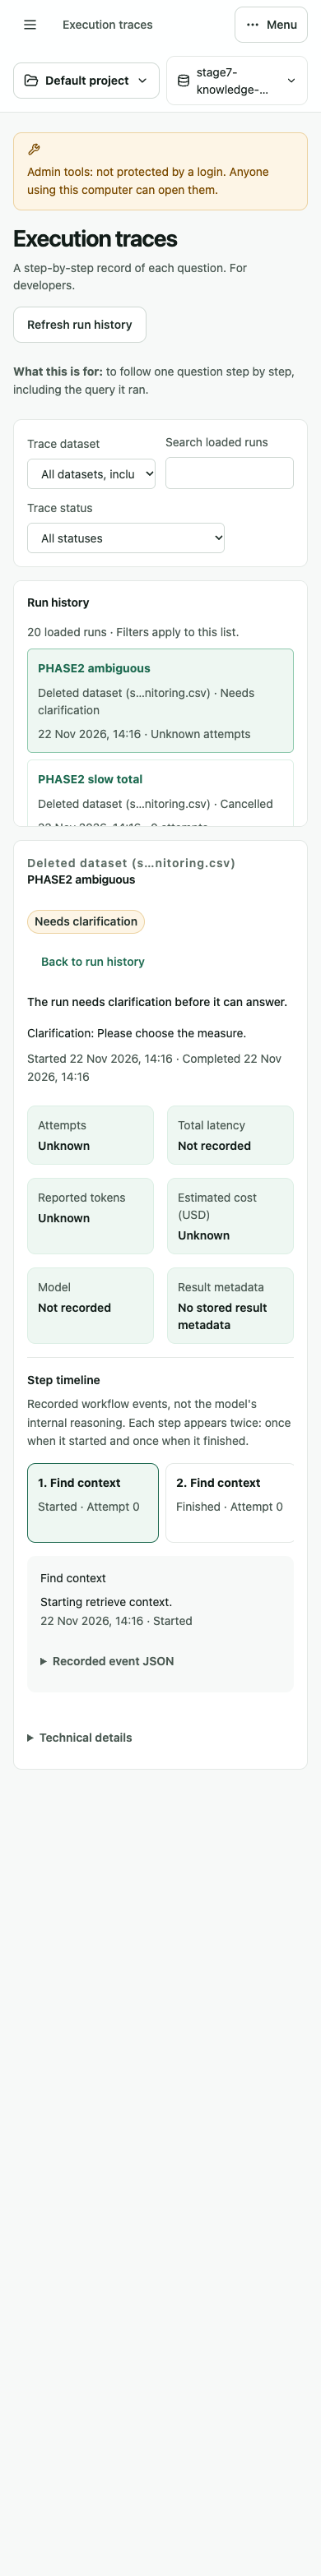 Execution traces
Menu
Default project
stage7-
knowledge-...
Admin tools: not protected by a login. Anyone
using this computer can open them.
Execution traces
A step-by-step record of each question. For
developers.
Refresh run history
What this is for: to follow one question step by step,
including the query it ran.
Trace dataset
Search loaded runs
All datasets, inclu
Trace status
All statuses
Run history
20 loaded runs · Filters apply to this list.
PHASE2 ambiguous
Deleted dataset (s...nitoring.csv) · Needs
clarification
22 Nov 2026, 14:16 · Unknown attempts
PHASE2 slow total
Deleted dataset (s...nitoring.csv) · Cancelled
22 Nov 2026, 14:16 · 0 attempts
Deleted dataset (s...nitoring.csv)
PHASE2 ambiguous
Needs clarification
Back to run history
The run needs clarification before it can answer.
Clarification: Please choose the measure.
Started 22 Nov 2026, 14:16 · Completed 22 Nov
2026, 14:16
Attempts
Unknown
Total latency
Not recorded
Reported tokens
Unknown
Estimated cost
(USD)
Unknown
Model
Not recorded
Result metadata
No stored result
metadata
Step timeline
Recorded workflow events, not the model's
internal reasoning. Each step appears twice: once
when it started and once when it finished.
1. Find context
Started · Attempt 0
2. Find context
Finished · Attempt 0
Find context
Starting retrieve context.
22 Nov 2026, 14:16 · Started
Recorded event JSON
Technical details